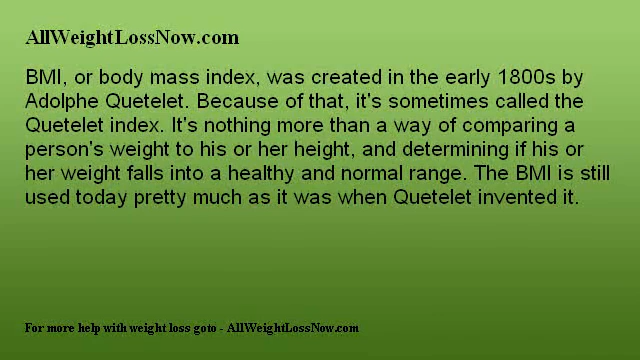 AllWeightLossNow.com
BMI, or body mass index, was created in the early 1800s by
Adolphe Quetelet. Because of that, it's sometimes called the
Quetelet index. It's nothing more than a way of comparing a
person's weight to his or her height, and determining if his or
her weight falls into a healthy and normal range. The BMI is still
used today pretty much as it was when Quetelet invented it.
For more help with weight loss goto - AllWeightLossNow.com